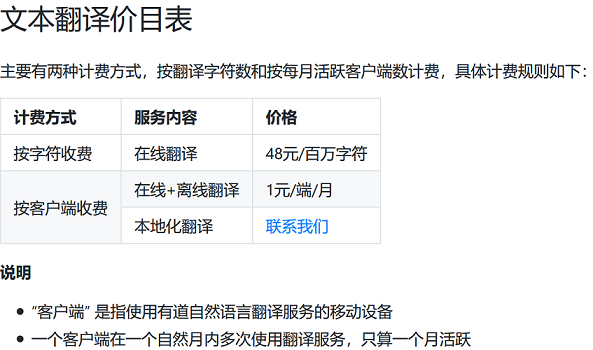 文本翻译价目表
主要有两种计费方式，按翻译字符数和按每月活跃客户端数计费，具体计费规则如下：
计费方式 服务内容 价格
按字符收费 在线翻译 48元/百万字符
按客户端收费 在线+离线翻译 1元/端/月
本地化翻译 联系我们
说明
“客户端” 是指使用有道自然语言翻译服务的移动设备
一个客户端在一个自然月内多次使用翻译服务，只算一个月活跃